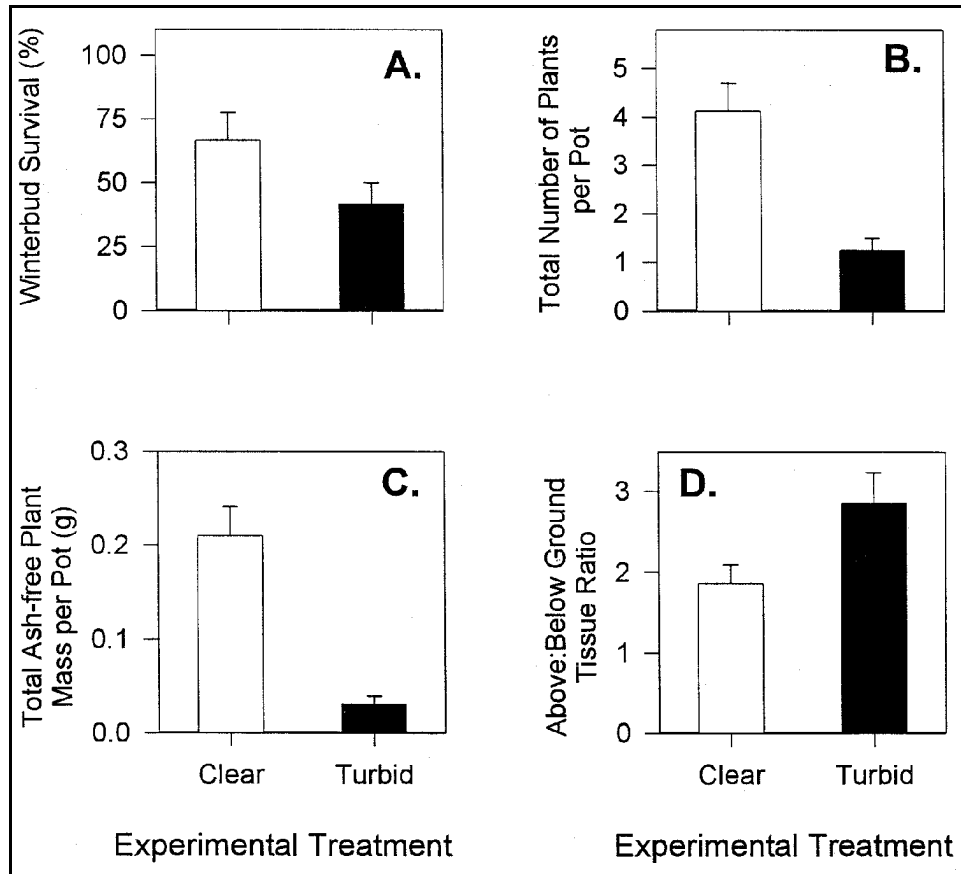 A.
Winterbud Survival (%)
100
75
50
25
0
B.
Total Number of Plants
per Pot
5
4
3
2
1
0
C.
Total Ash-free Plant
Mass per Pot (g)
0.3
0.2
0.1
0.0
Clear Turbid
Experimental Treatment
D.
Above:Below Ground
Tissue Ratio
3
2
1
0
Clear Turbid
Experimental Treatment